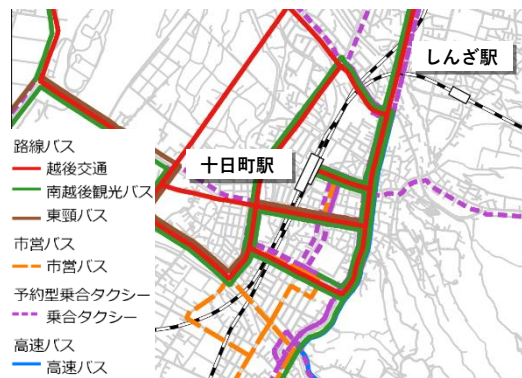 しんざ駅
十日町駅
路線バス
越後交通
南越後観光バス
東頸バス
市営バス
市営バス
予約型乗合タクシー
乗合タクシー
高速バス
高速バス